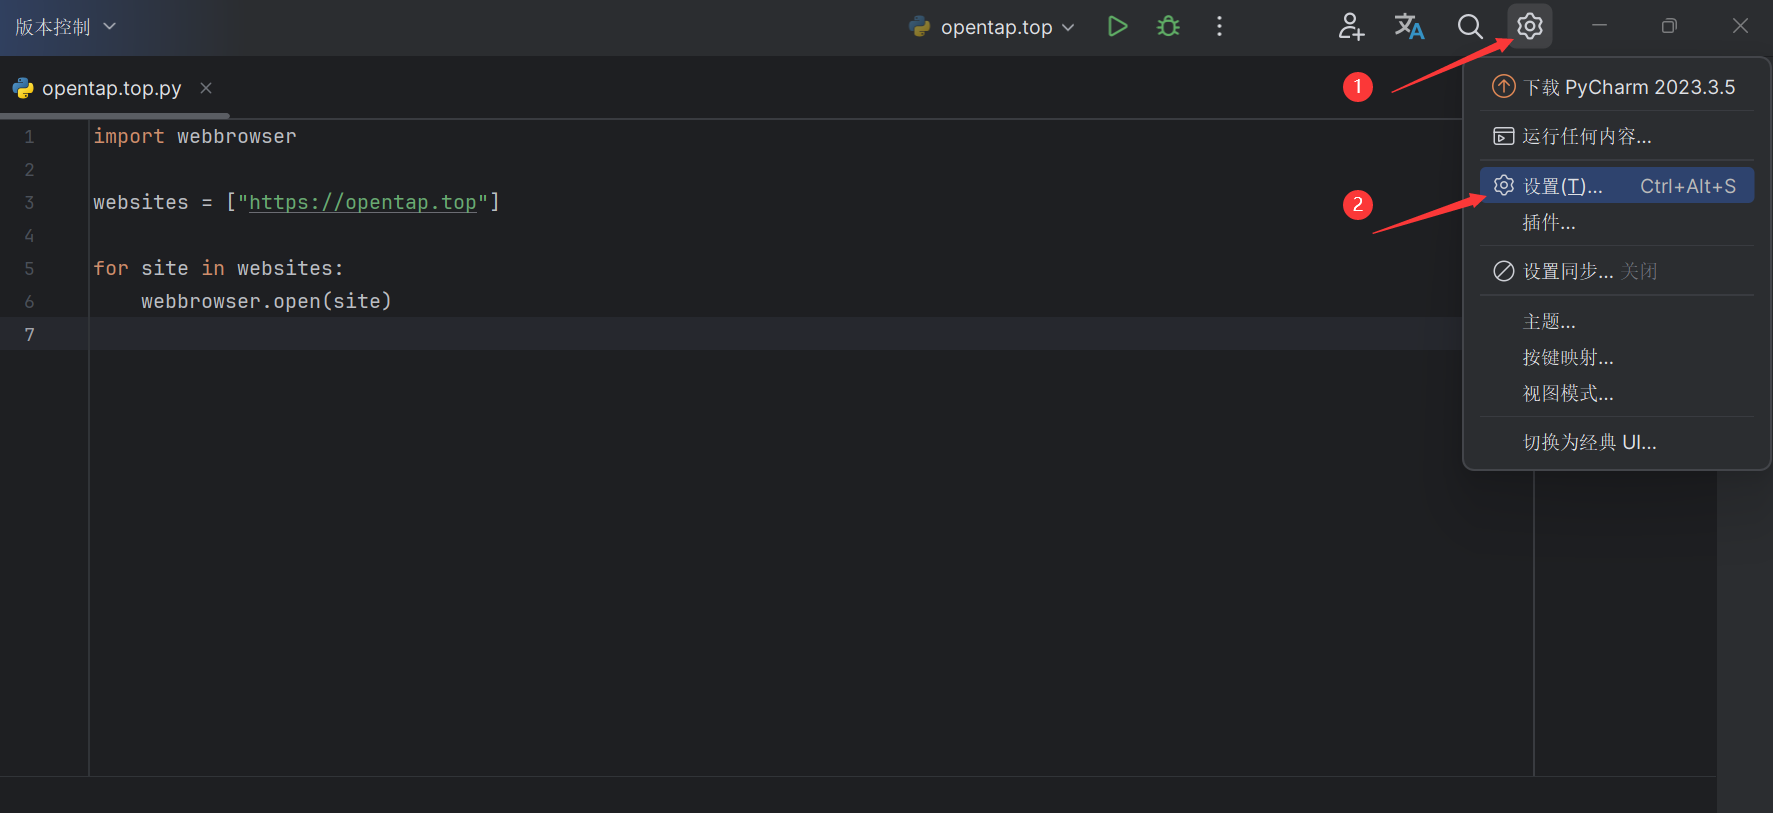 版本控制
opentap.top
opentap.top.py
1
下载 PyCharm 2023.3.5
运行任何内容...
设置(T)... Ctrl+Alt+S
2
插件...
设置同步... 关闭
主题...
按键映射...
视图模式...
切换为经典 UI...
1 import webbrowser
2
3 websites = ["https://opentap.top"]
4
5 for site in websites:
6 webbrowser.open(site)
7